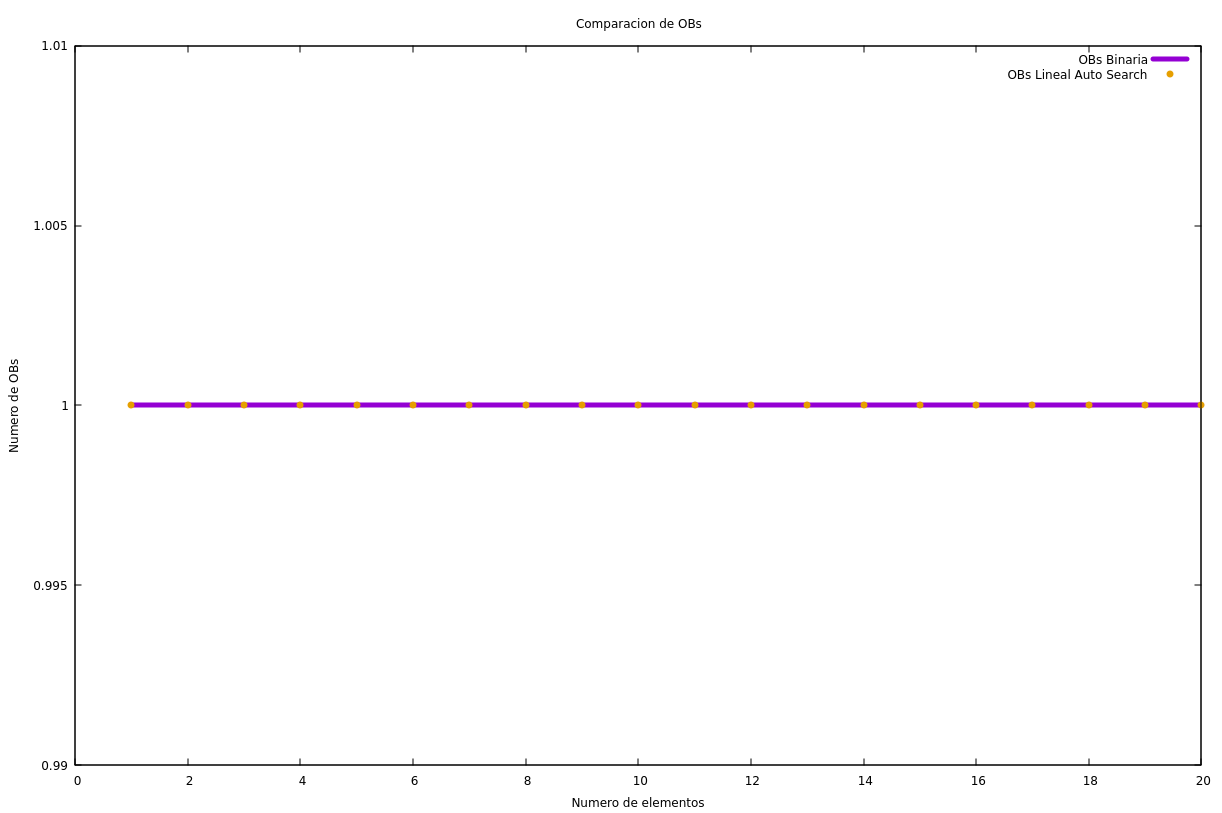 Comparacion de OBs
OBs Binaria
OBs Lineal Auto Search
1.01
1.005
1
0.995
0.99
Numero de OBs
0 2 4 6 8 10 12 14 16 18 20
Numero de elementos